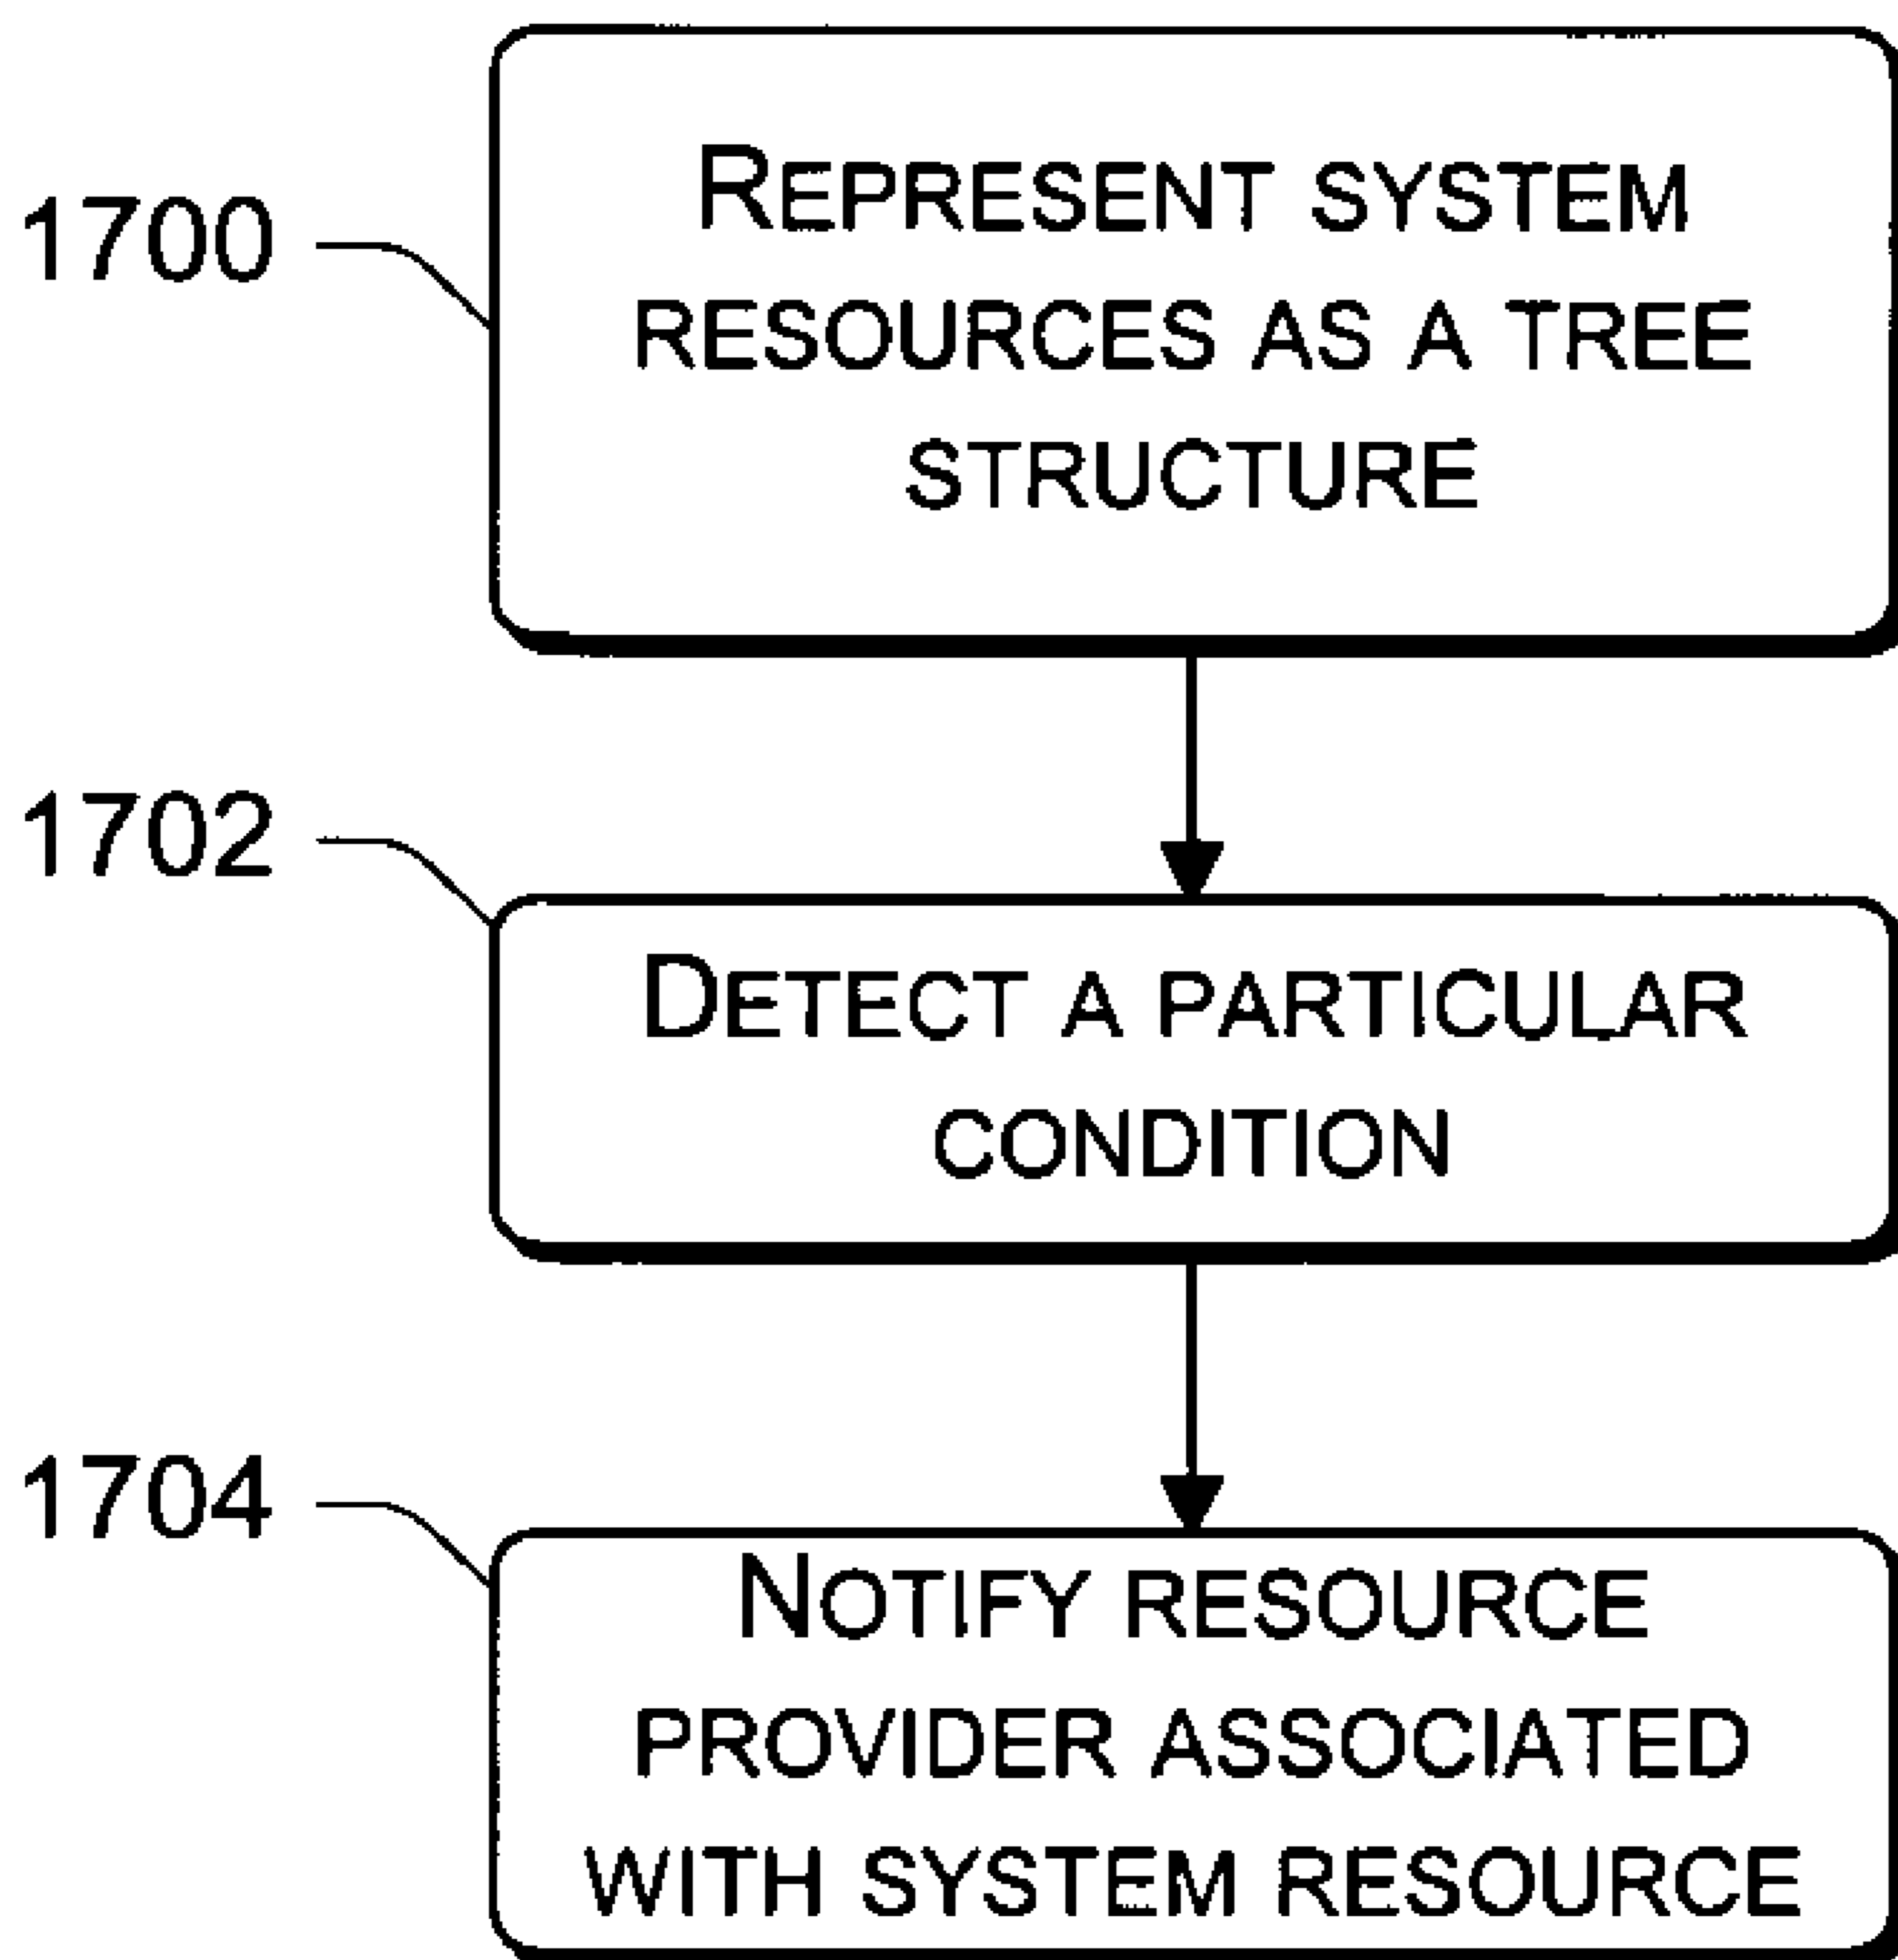 1700
REPRESENT SYSTEM
RESOURCES AS A TREE
STRUCTURE
1702
DETECT A PARTICULAR
CONDITION
1704
NOTIFY RESOURCE
PROVIDER ASSOCIATED
WITH SYSTEM RESOURCE